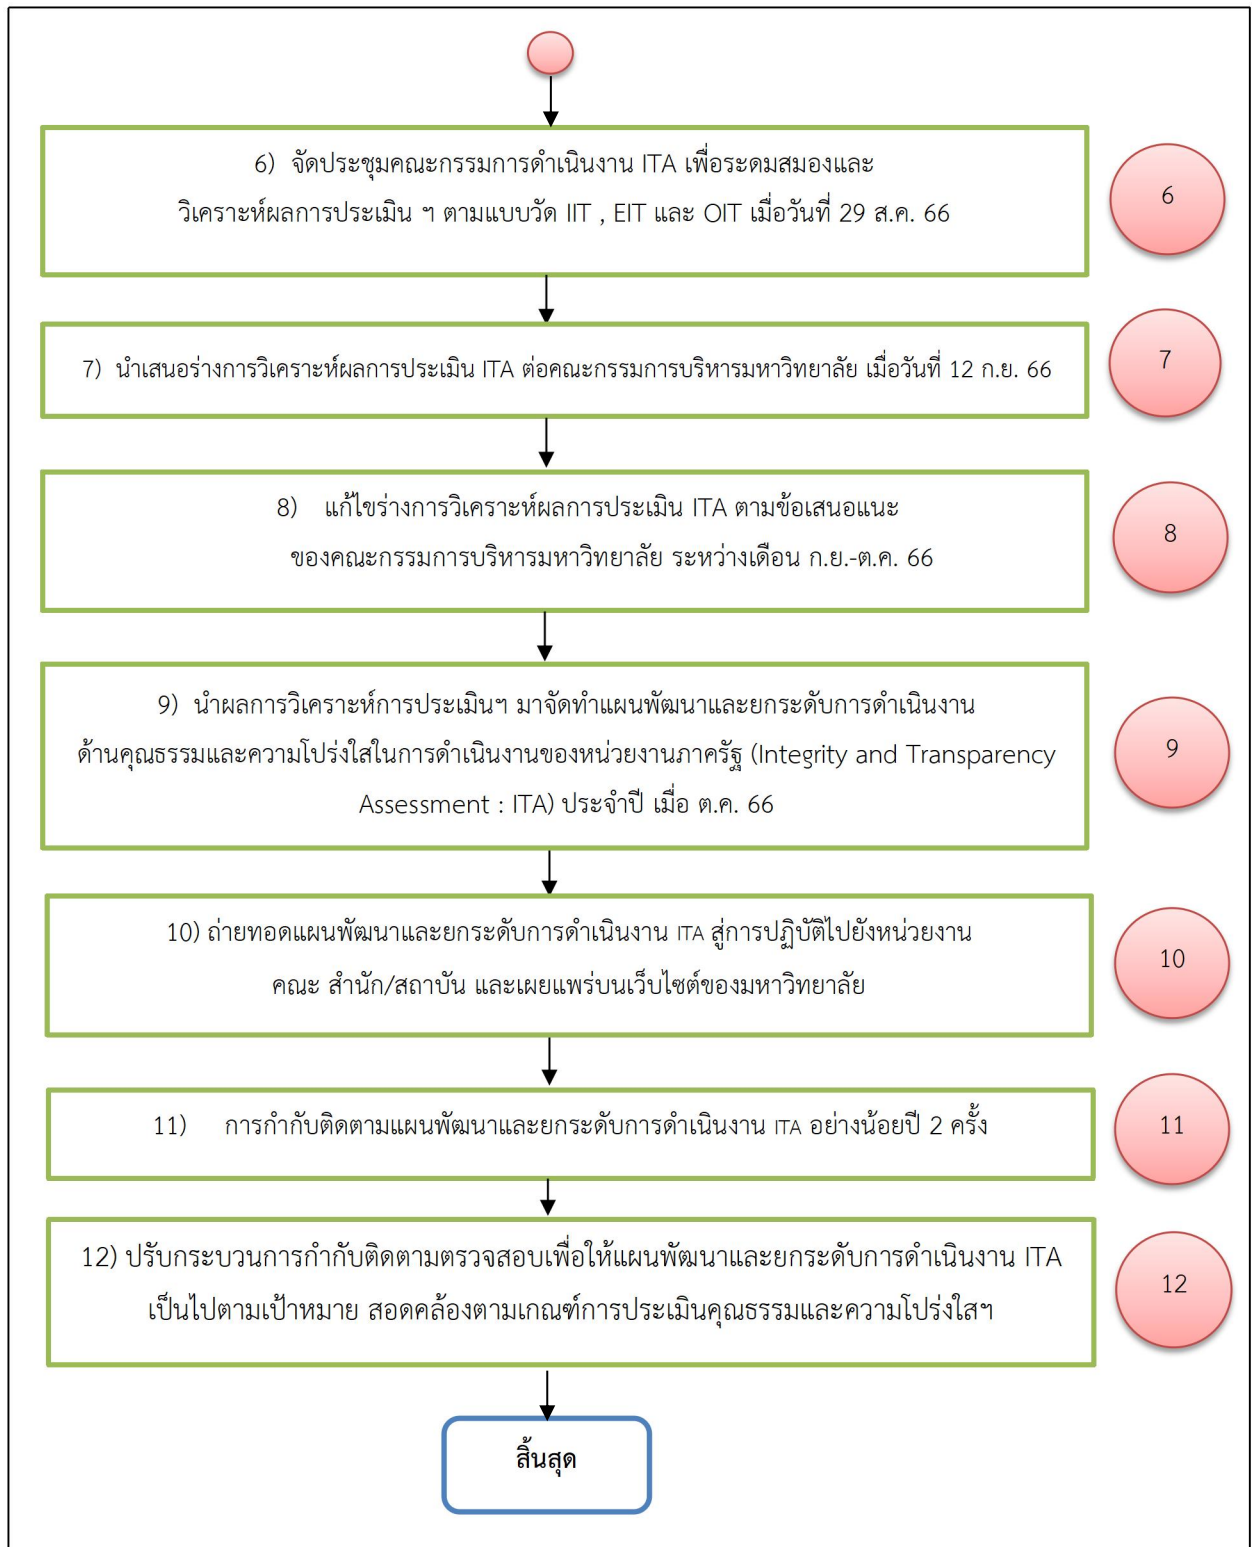 6) จัดประชุมคณะกรรมการดำเนินงาน ITA เพื่อระดมสมองและ
วิเคราะห์ผลการประเมิน ฯ ตามแบบวัด IIT , EIT และ OIT เมื่อวันที่ 29 ส.ค. 66
6
7) นำเสนอร่างการวิเคราะห์ผลการประเมิน ITA ต่อคณะกรรมการบริหารมหาวิทยาลัย เมื่อวันที่ 12 ก.ย. 66
7
8) แก้ไขร่างการวิเคราะห์ผลการประเมิน ITA ตามข้อเสนอแนะ
ของคณะกรรมการบริหารมหาวิทยาลัย ระหว่างเดือน ก.ย.-ต.ค. 66
8
9) นำผลการวิเคราะห์การประเมินฯ มาจัดทำแผนพัฒนาและยกระดับการดำเนินงาน
ด้านคุณธรรมและความโปร่งใสในการดำเนินงานของหน่วยงานภาครัฐ (Integrity and Transparency
Assessment : ITA) ประจำปี เมื่อ ต.ค. 66
9
10) ถ่ายทอดแผนพัฒนาและยกระดับการดำเนินงาน ITA สู่การปฏิบัติไปยังหน่วยงาน
คณะ สำนัก/สถาบัน และเผยแพร่บนเว็บไซต์ของมหาวิทยาลัย
10
11) การกำกับติดตามแผนพัฒนาและยกระดับการดำเนินงาน ITA อย่างน้อยปี 2 ครั้ง
11
12) ปรับกระบวนการกำกับติดตามตรวจสอบเพื่อให้แผนพัฒนาและยกระดับการดำเนินงาน ITA
เป็นไปตามเป้าหมาย สอดคล้องตามเกณฑ์การประเมินคุณธรรมและความโปร่งใสฯ
12
สิ้นสุด